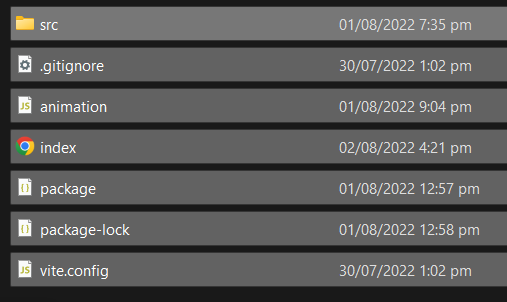 src 01/08/2022 7:35 pm
.gitignore 30/07/2022 1:02 pm
JS animation 01/08/2022 9:04 pm
index 02/08/2022 4:21 pm
{} package 01/08/2022 12:57 pm
{} package-lock 01/08/2022 12:58 pm
JS vite.config 30/07/2022 1:02 pm